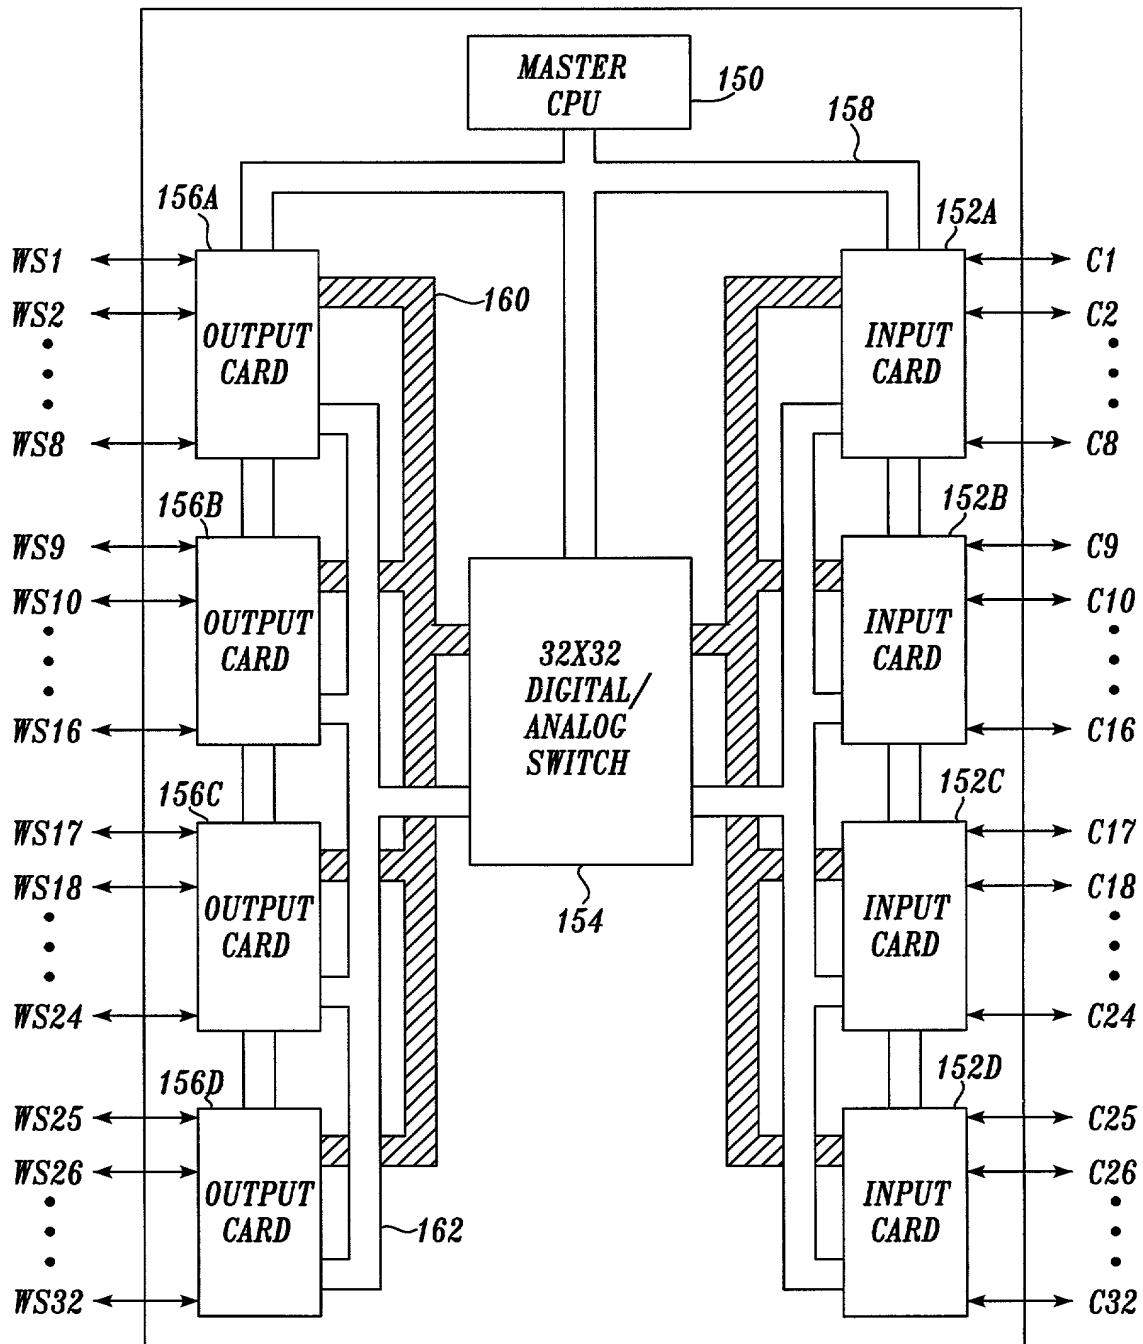 MASTER
CPU
150
158
156A
152A
WS1
C1
WS2
160
C2
OUTPUT
CARD
INPUT
CARD
WS8
C8
156B
152B
WS9
C9
WS10
C10
OUTPUT
CARD
INPUT
CARD
32X32
DIGITAL/
ANALOG
SWITCH
WS16
C16
156C
152C
WS17
C17
WS18
C18
154
OUTPUT
CARD
INPUT
CARD
WS24
C24
156D
152D
WS25
C25
WS26
C26
OUTPUT
CARD
INPUT
CARD
162
WS32
C32